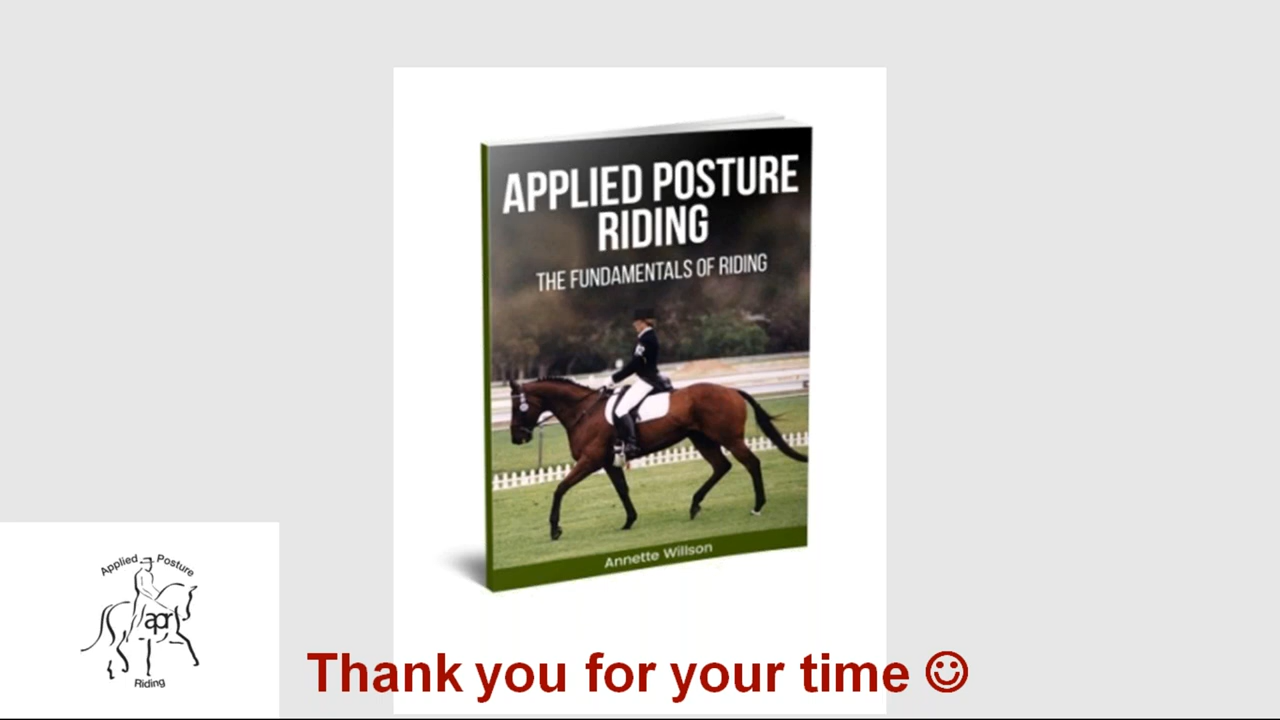 APPLIED POSTURE
RIDING
THE FUNDAMENTALS OF RIDING
Annette Willson
Applied Posture
apr
Riding
Thank you for your time ☺